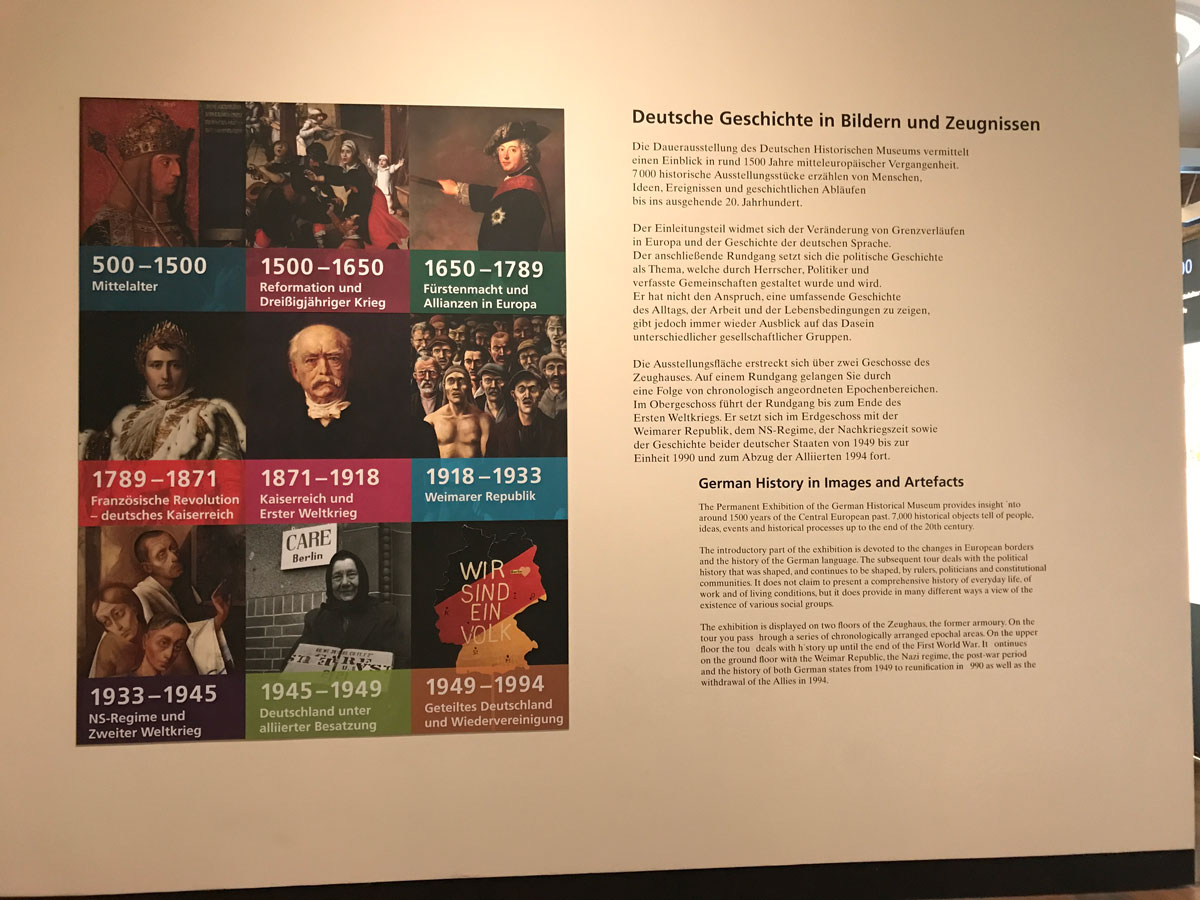 500 – 1500
Mittelalter
1500 – 1650
Reformation und
Dreißigjähriger Krieg
1650 – 1789
Fürstenmacht und
Allianzen in Europa
1789 – 1871
Französische Revolution
– deutsches Kaiserreich
1871 – 1918
Kaiserreich und
Erster Weltkrieg
1918 – 1933
Weimarer Republik
CARE
Berlin
WIR
SIND
EIN
VOLK
1933 – 1945
NS-Regime und
Zweiter Weltkrieg
1945 – 1949
Deutschland unter
alliierter Besatzung
1949 – 1994
Geteiltes Deutschland
und Wiedervereinigung
Deutsche Geschichte in Bildern und Zeugnissen
Die Dauerausstellung des Deutschen Historischen Museums vermittelt
einen Einblick in rund 1500 Jahre mitteleuropäischer Vergangenheit.
7 000 historische Ausstellungsstücke erzählen von Menschen,
Ideen, Ereignissen und geschichtlichen Abläufen
bis ins ausgehende 20. Jahrhundert.
Der Einleitungsteil widmet sich der Veränderung von Grenzverläufen
in Europa und der Geschichte der deutschen Sprache.
Der anschließende Rundgang setzt sich die politische Geschichte
als Thema, welche durch Herrscher, Politiker und
verfasste Gemeinschaften gestaltet wurde und wird.
Er hat nicht den Anspruch, eine umfassende Geschichte
des Alltags, der Arbeit und der Lebensbedingungen zu zeigen,
gibt jedoch immer wieder Ausblick auf das Dasein
unterschiedlicher gesellschaftlicher Gruppen.
Die Ausstellungsfläche erstreckt sich über zwei Geschosse des
Zeughauses. Auf einem Rundgang gelangen Sie durch
eine Folge von chronologisch angeordneten Epochenbereichen.
Im Obergeschoss führt der Rundgang bis zum Ende des
Ersten Weltkriegs. Er setzt sich im Erdgeschoss mit der
Weimarer Republik, dem NS-Regime, der Nachkriegszeit sowie
der Geschichte beider deutscher Staaten von 1949 bis zur
Einheit 1990 und zum Abzug der Alliierten 1994 fort.
German History in Images and Artefacts
The Permanent Exhibition of the German Historical Museum provides insight nto
around 1500 years of the Central European past. 7,000 historical objects tell of people,
ideas, events and historical processes up to the end of the 20th century.
The introductory part of the exhibition is devoted to the changes in European borders
and the history of the German language. The subsequent tour deals with the political
history that was shaped, and continues to be shaped, by rulers, politicians and constitutional
communities. It does not claim to present a comprehensive history of everyday life, of
work and of living conditions, but it does provide in many different ways a view of the
existence of various social groups.
The exhibition is displayed on two floors of the Zeughaus, the former armoury. On the
tour you pass hrough a series of chronologically arranged epochal areas. On the upper
floor the tou deals with h story up until the end of the First World War. It ontinues
on the ground floor with the Weimar Republic, the Nazi regime, the post-war period
and the history of both German states from 1949 to reunification in 990 as well as the
withdrawal of the Allies in 1994.